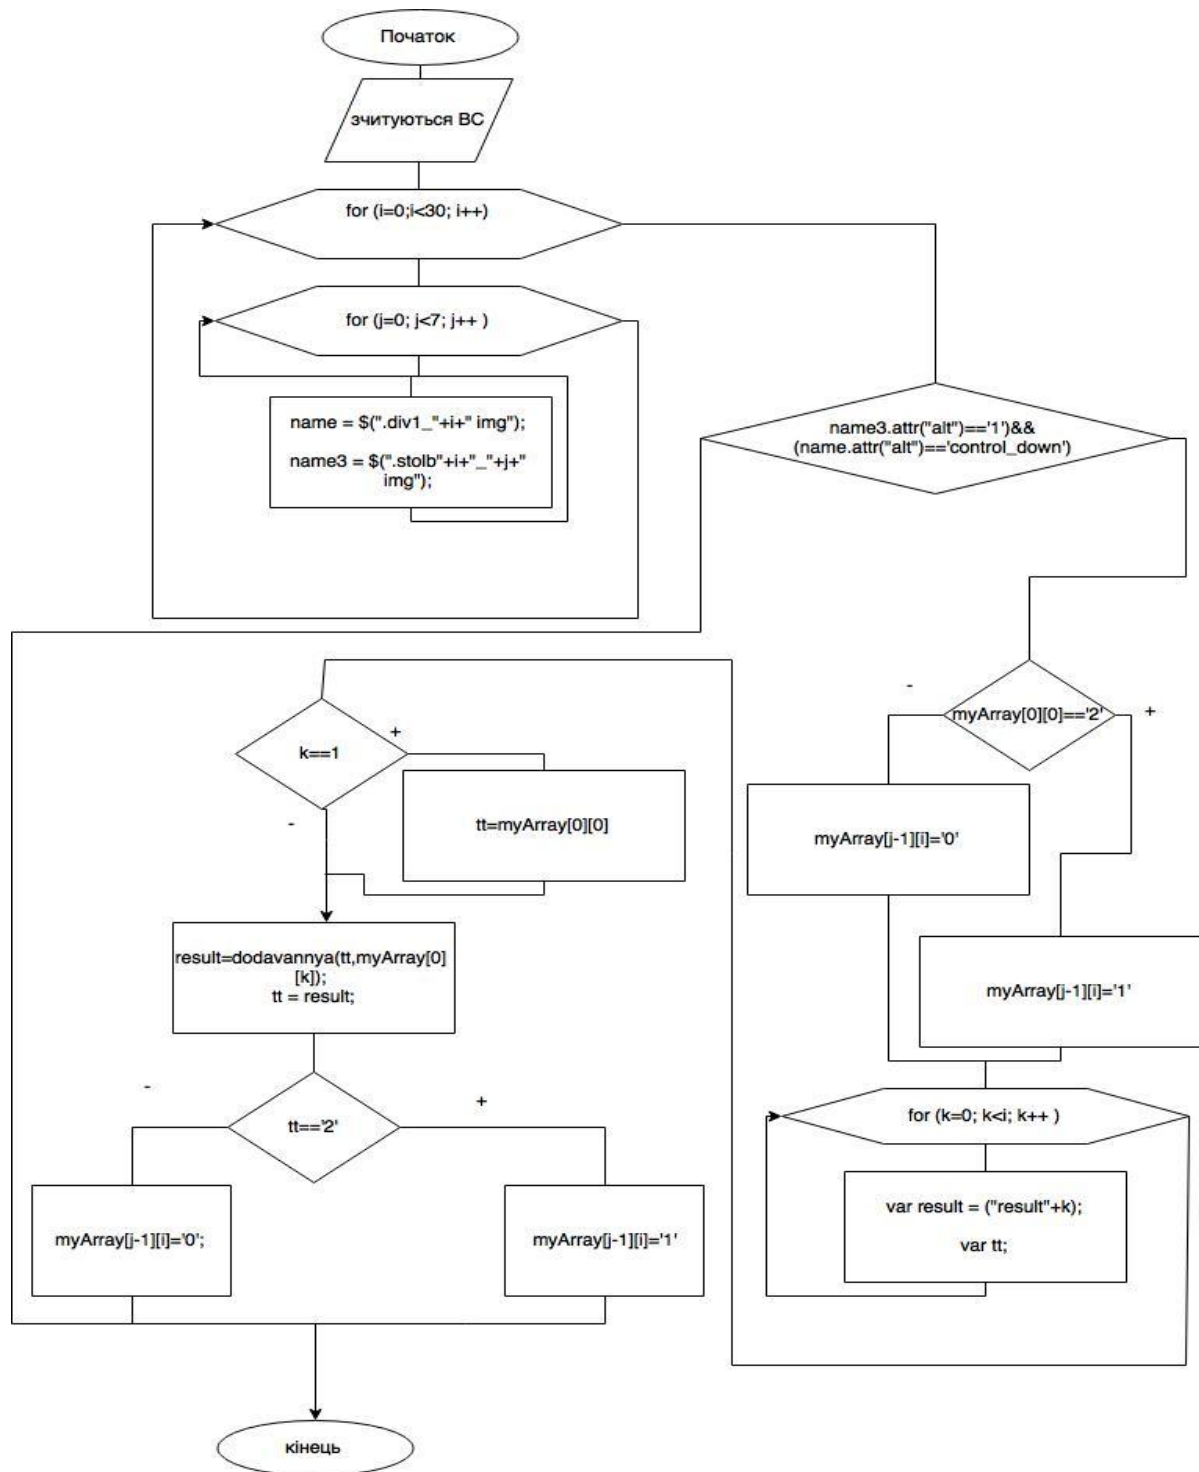 Початок
зчитуються ВС
for (i=0;i<30; i++)
for (j=0; j<7; j++ )
name = $(".div1_"+i+" img");
name3 = $(".stolb"+i+"_"+j+"
img");
name3.attr("alt")=='1')&&
(name.attr("alt")=='control_down')
-
myArray[0][0]=='2'
+
k==1
+
-
tt=myArray[0][0]
myArray[j-1][i]='0'
result=dodavannya(tt,myArray[0]
[k]);
tt = result;
myArray[j-1][i]='1'
-
tt=='2'
+
for (k=0; k<i; k++ )
myArray[j-1][i]='0';
myArray[j-1][i]='1'
var result = ("result"+k);
var tt;
кінець